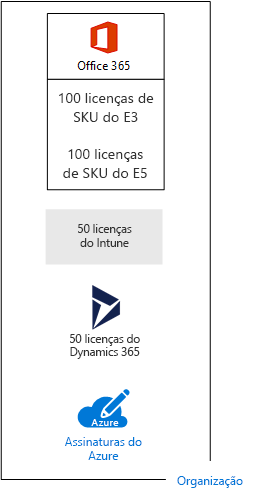 Office 365
100 licenças de
SKU do E3
100 licenças
de SKU do E5
50 licenças
do Intune
50 licenças do
Dynamics 365
Azure
Assinaturas do
Azure
Organização